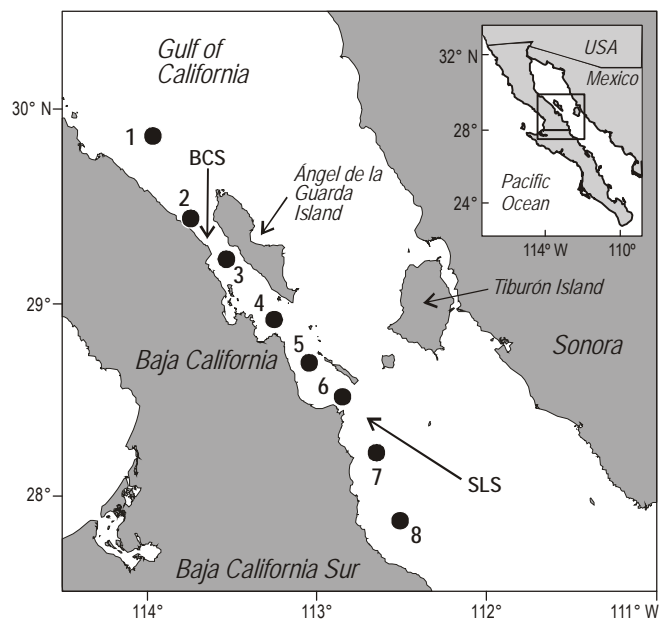 Gulf of
California
USA
Mexico
32° N
28°
24°
Pacific
Ocean
114° W
110°
30° N
1
BCS
Ángel de la
Guarda
Island
2
3
29°
4
Tiburón Island
Baja California
5
Sonora
6
7
SLS
28°
8
Baja California Sur
114°
113°
112°
111° W